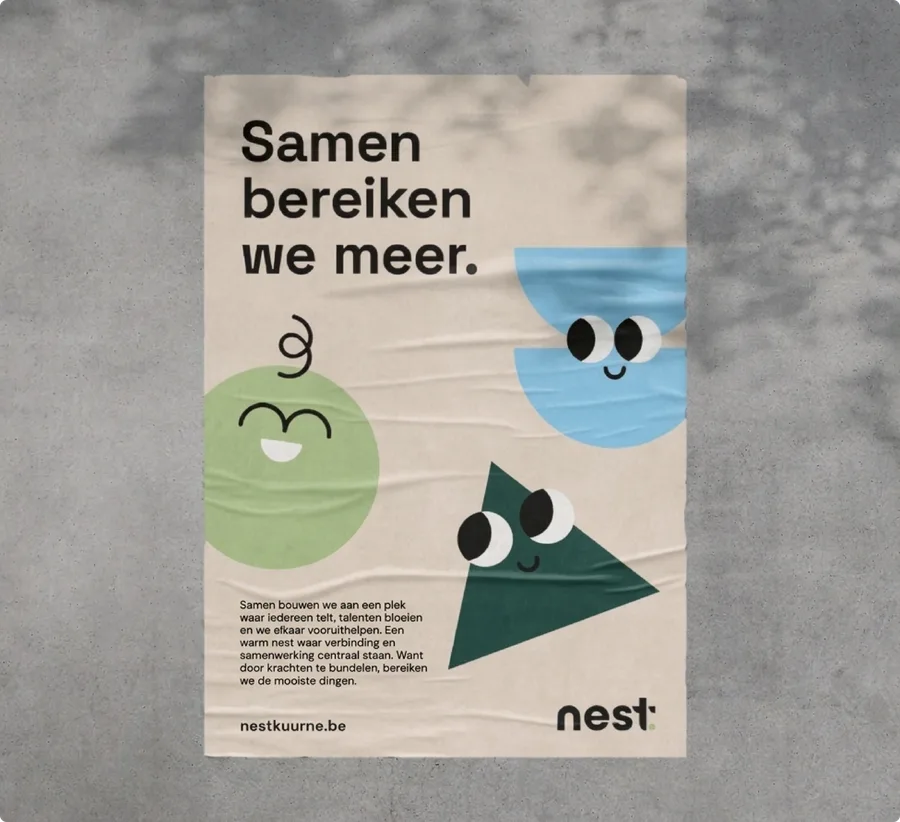 Samen
bereiken
we meer.
Samen bouwen we aan een plek
waar iedereen telt, talenten bloeien
en we elkaar vooruithelpen. Een
warm nest waar verbinding en
samenwerking centraal staan. Want
door krachten te bundelen, bereiken
we de mooiste dingen.
nestkuurne.be
nest